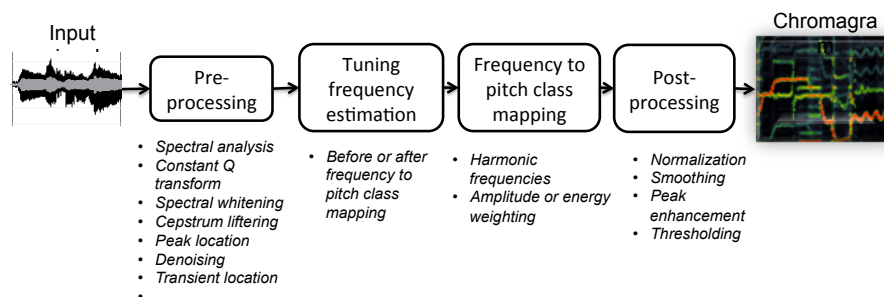 Input
Chromagra
Pre-
processing
Tuning
frequency
estimation
Frequency to
pitch class
mapping
Post-
processing
• Spectral analysis
• Constant Q
transform
• Spectral whitening
• Cepstrum liftering
• Peak location
• Denoising
• Transient location
•
• Before or after
frequency to
pitch class
mapping
• Harmonic
frequencies
• Amplitude or energy
weighting
• Normalization
• Smoothing
• Peak
enhancement
• Thresholding